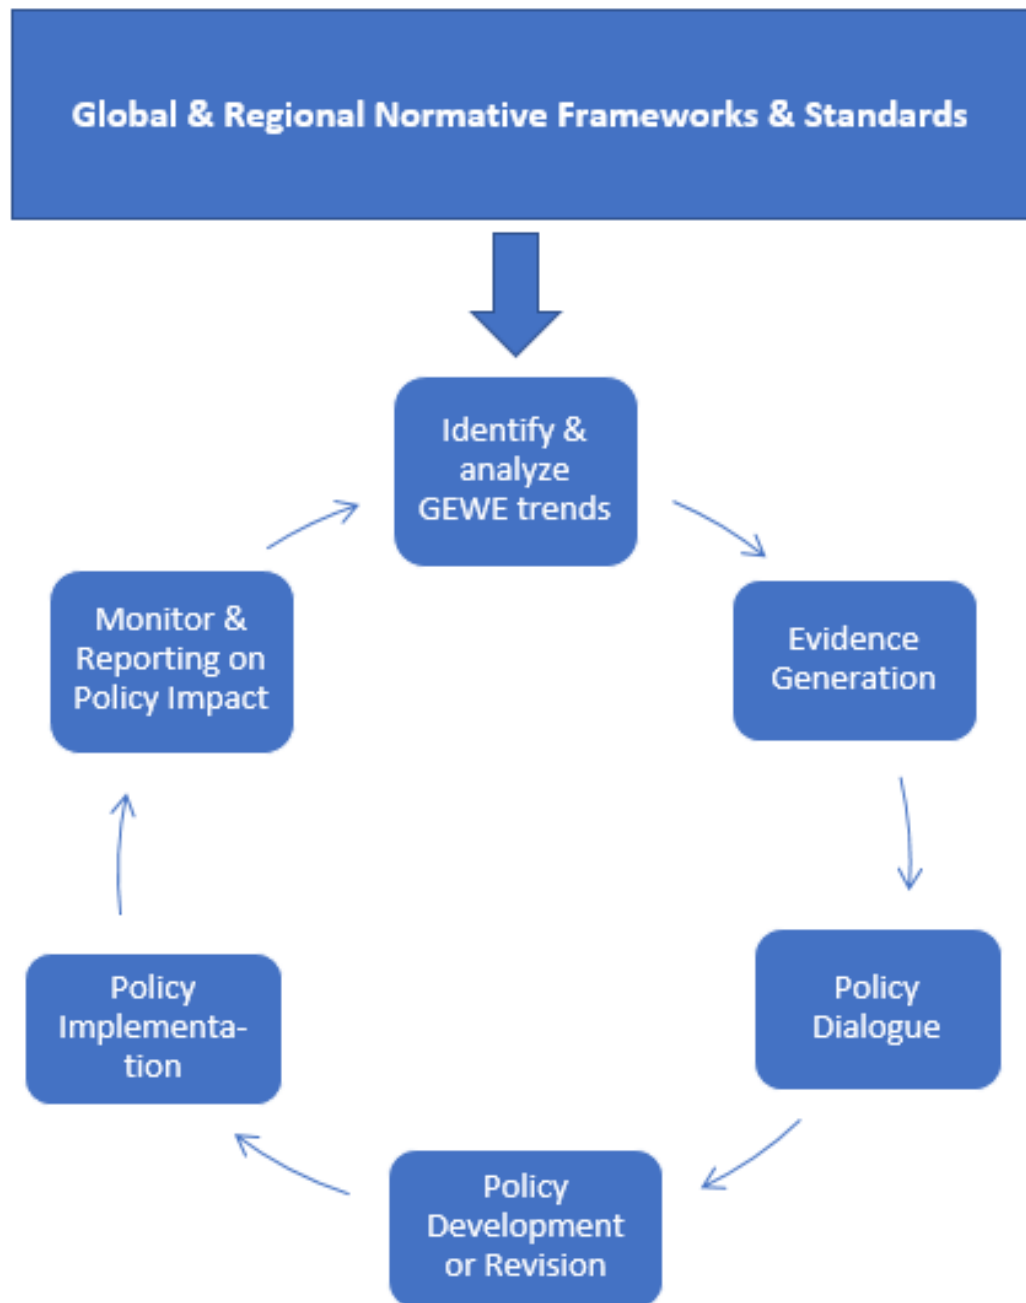 Global & Regional Normative Frameworks & Standards
Identify &
analyze
GEWE trends
Evidence
Generation
Policy
Dialogue
Policy
Development
or Revision
Policy
Implementa-
tion
Monitor &
Reporting on
Policy Impact